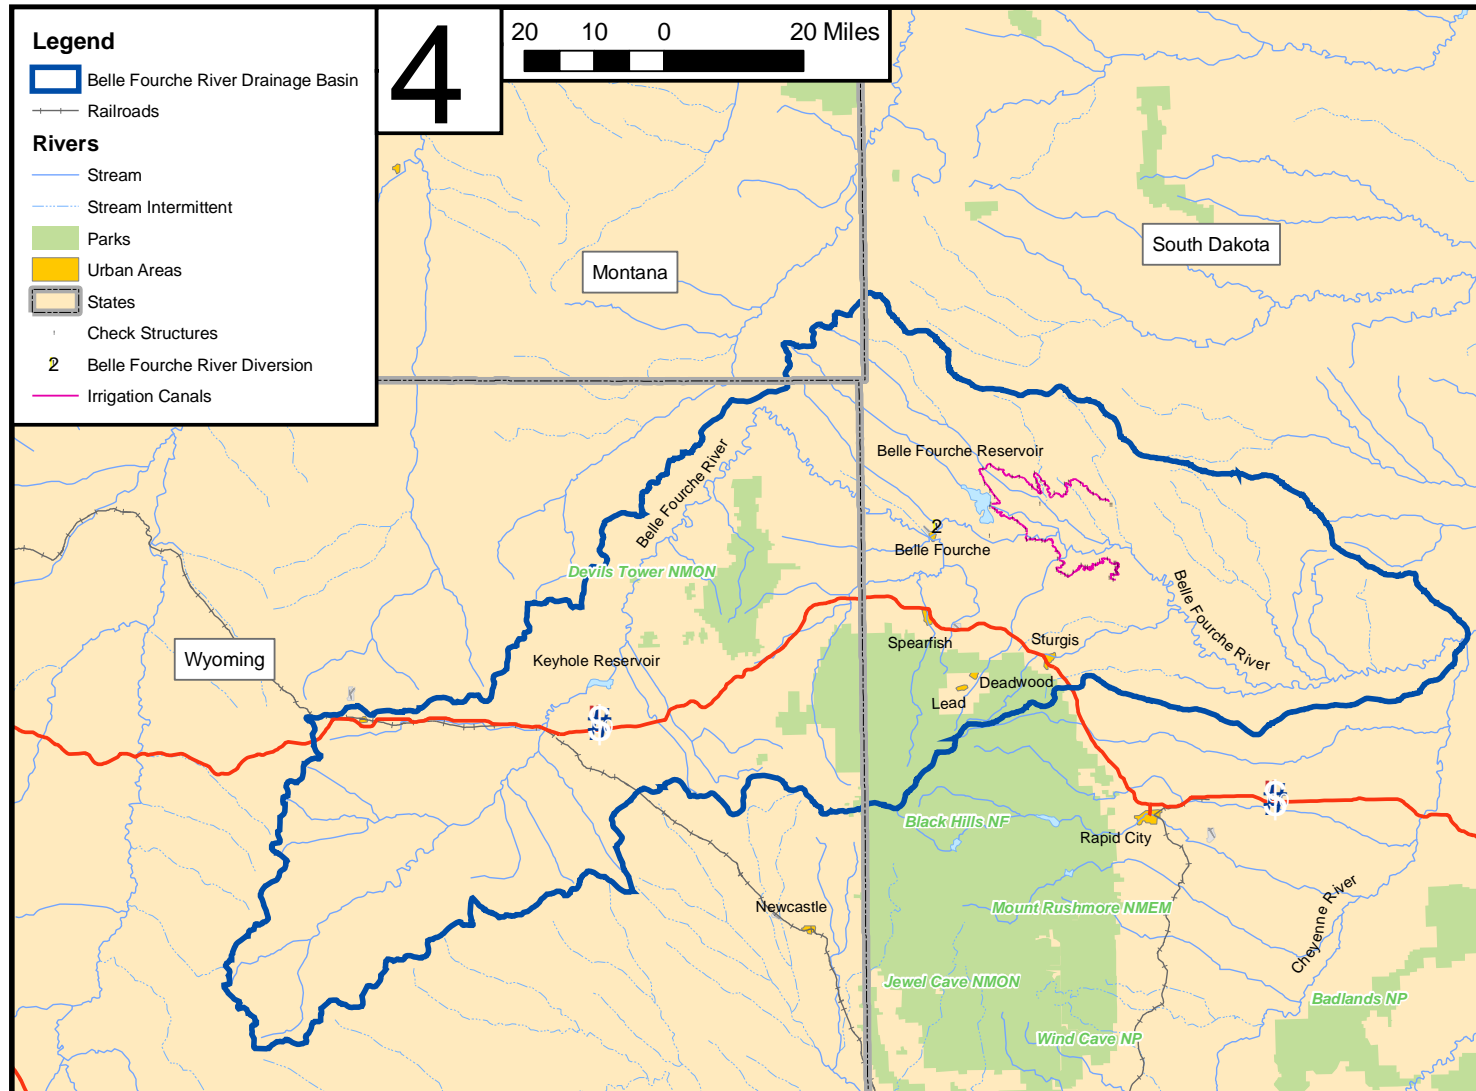 Legend
Belle Fourche River Drainage Basin
Railroads
Rivers
Stream
Stream Intermittent
Parks
Urban Areas
States
Check Structures
2 Belle Fourche River Diversion
Irrigation Canals
4
20 10 0 20 Miles
Montana
South Dakota
Wyoming
Belle Fourche River
Belle Fourche Reservoir
2
Belle Fourche
Devils Tower NMON
Belle Fourche River
Spearfish
Sturgis
Keyhole Reservoir
Deadwood
Lead
Black Hills NF
Rapid City
Newcastle
Mount Rushmore NMEM
Cheyenne River
Jewel Cave NMON
Badlands NP
Wind Cave NP